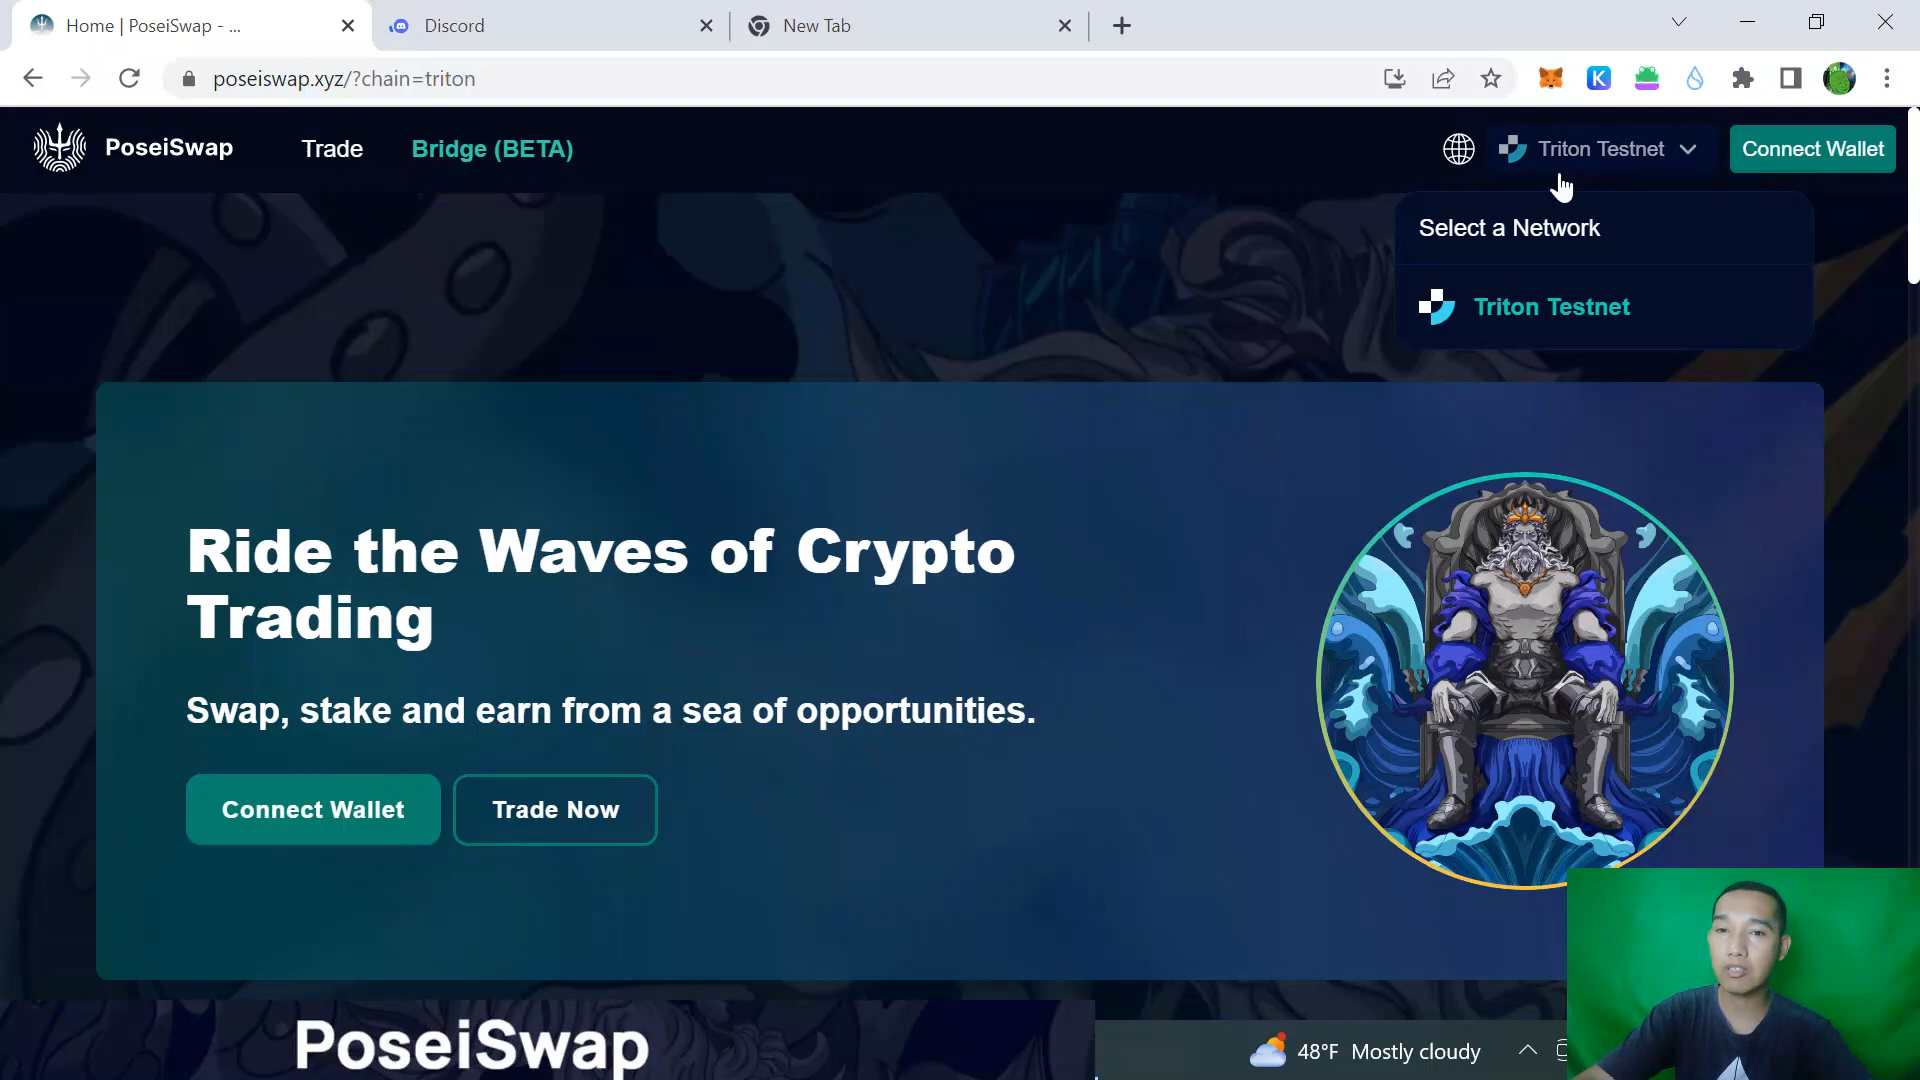 Home | PoseiSwap - ...
Discord
New Tab
poseiswap.xyz/?chain=triton
K
PoseiSwap
Trade
Bridge (BETA)
Triton Testnet
Connect Wallet
Select a Network
Triton Testnet
Ride the Waves of Crypto
Trading
Swap, stake and earn from a sea of opportunities.
Connect Wallet
Trade Now
PoseiSwap
48°F Mostly cloudy